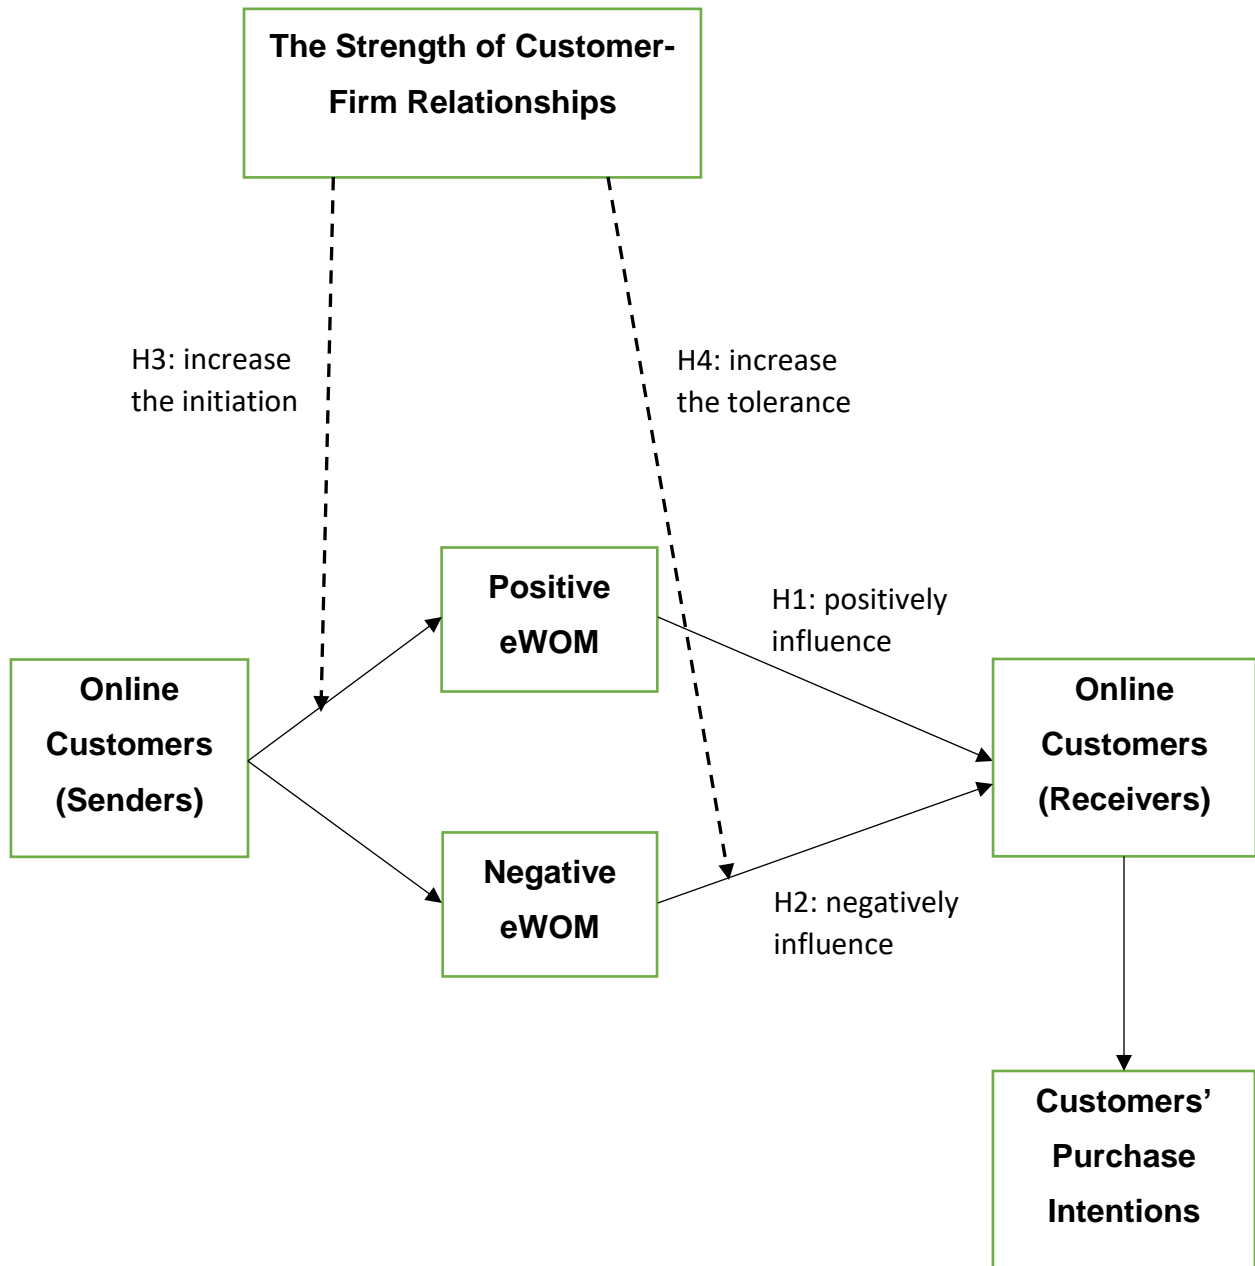 The Strength of Customer-
Firm Relationships
H3: increase
the initiation
H4: increase
the tolerance
Positive
eWOM
H1: positively
influence
Online
Customers
(Senders)
Online
Customers
(Receivers)
Negative
eWOM
H2: negatively
influence
Customers’
Purchase
Intentions